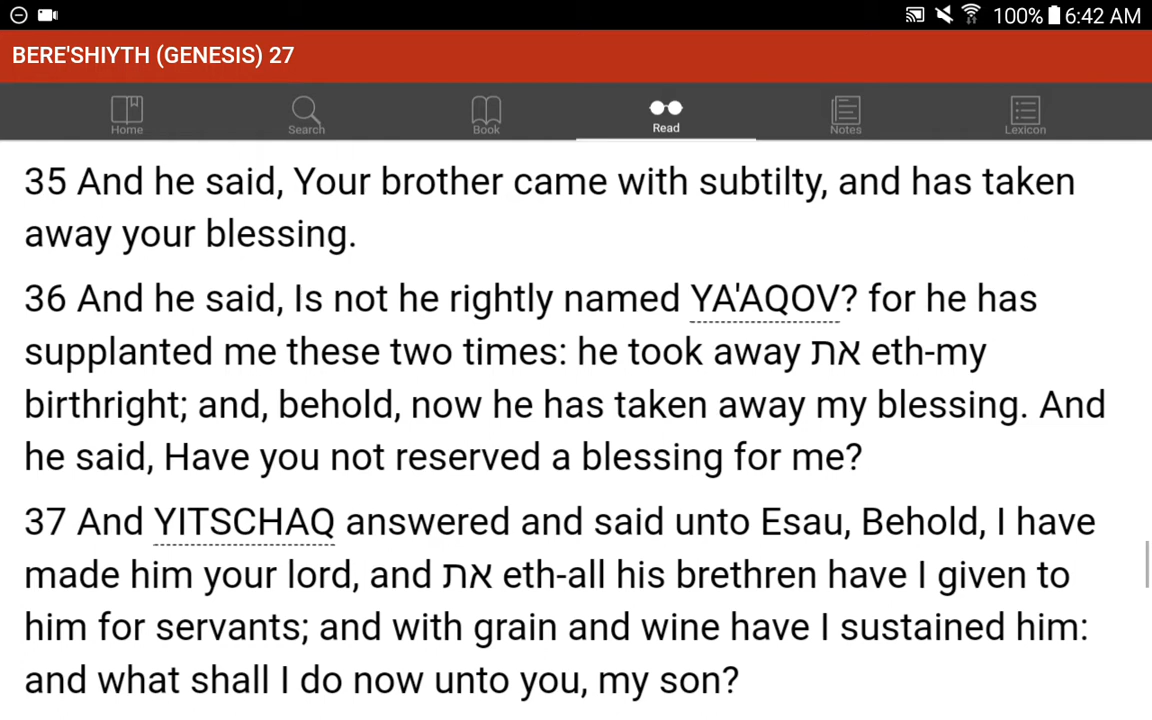 100% 6:42 AM
BERE'SHIYTH (GENESIS) 27
Home Search Book Read Notes Lexicon
35 And he said, Your brother came with subtilty, and has taken
away your blessing.
36 And he said, Is not he rightly named YA'AQOV? for he has
supplanted me these two times: he took away את eth-my
birthright; and, behold, now he has taken away my blessing. And
he said, Have you not reserved a blessing for me?
37 And YITSCHAQ answered and said unto Esau, Behold, I have
made him your lord, and את eth-all his brethren have I given to
him for servants; and with grain and wine have I sustained him:
and what shall I do now unto you, my son?